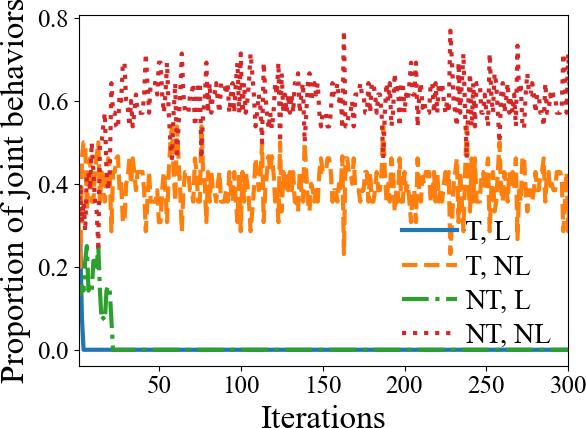 Proportion of joint behaviors
0.8
0.6
0.4
0.2
0.0
T, L
T, NL
NT, L
NT, NL
50 100 150 200 250 300
Iterations